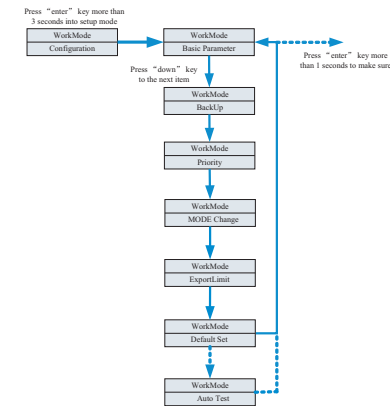 Press “enter” key more than
3 seconds into setup mode
WorkMode
Configuration
WorkMode
Basic Parameter
Press “enter” key more
than 1 seconds to make sure
Press “down” key
to the next item
WorkMode
BackUp
WorkMode
Priority
WorkMode
MODE Change
WorkMode
ExportLimit
WorkMode
Default Set
WorkMode
Auto Test